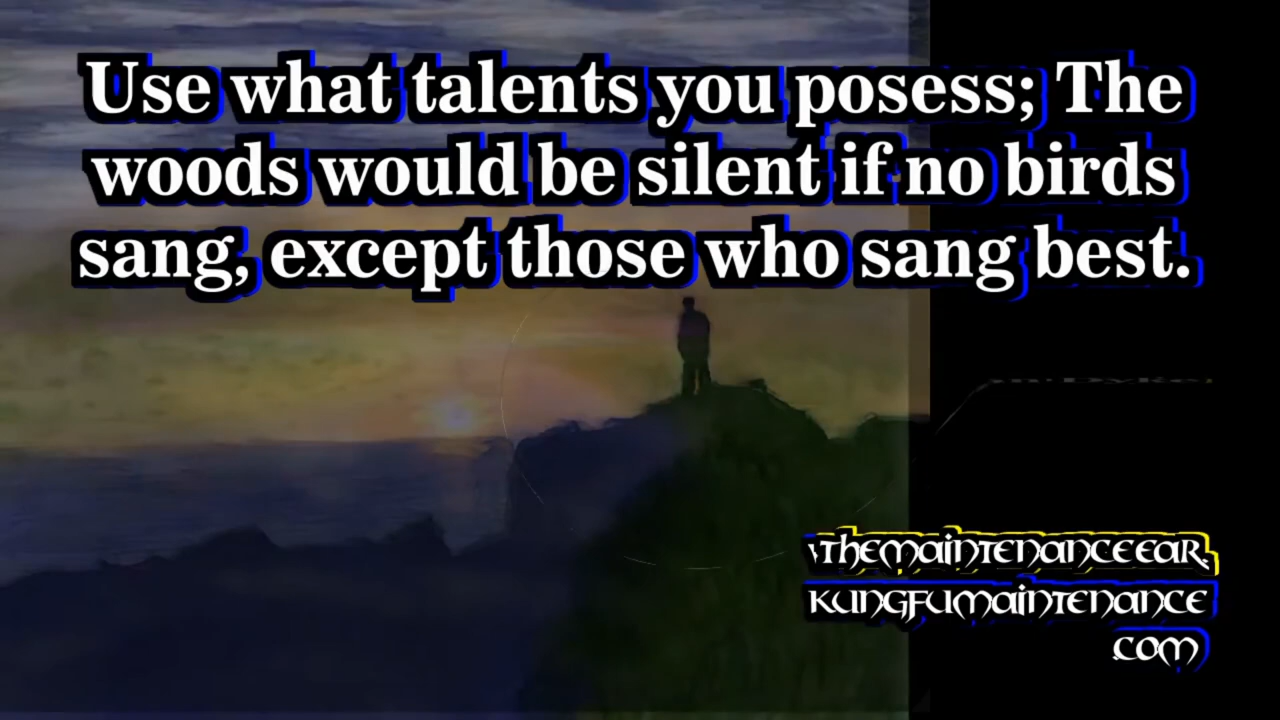 Use what talents you posess; The
woods would be silent if no birds
sang, except those who sang best.
Dyke
THEMAINTENANCEEAR.
KUNGFUMAINTENANCE
.COM